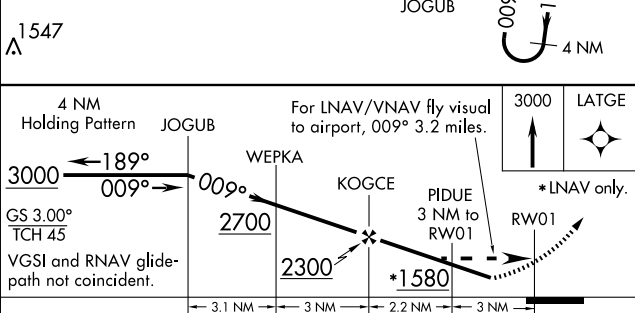 JOGUB
009
1
4 NM
1547
4 NM
Holding Pattern
JOGUB
For LNAV/VNAV fly visual
to airport, 009° 3.2 miles.
3000
LATGE
3000
189°
009°
009°
WEPKA
KOGCE
PIDUE
3 NM to
RW01
RW01
*LNAV only.
GS 3.00°
TCH 45
2700
2300
*1580
VGSI and RNAV glide-
path not coincident.
3.1 NM
3 NM
2.2 NM
3 NM